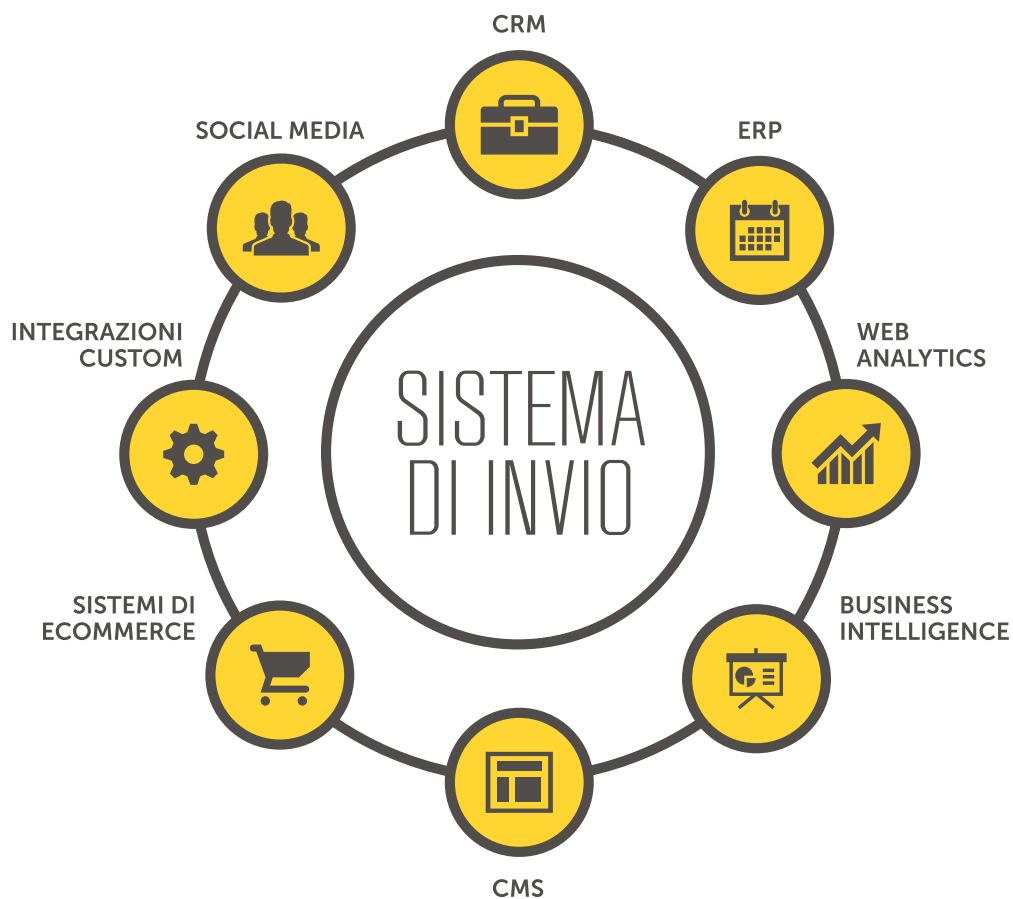 CRM
SOCIAL MEDIA
ERP
INTEGRAZIONI
CUSTOM
WEB
ANALYTICS
SISTEMA
DI INVIO
SISTEMI DI
ECOMMERCE
BUSINESS
INTELLIGENCE
CMS